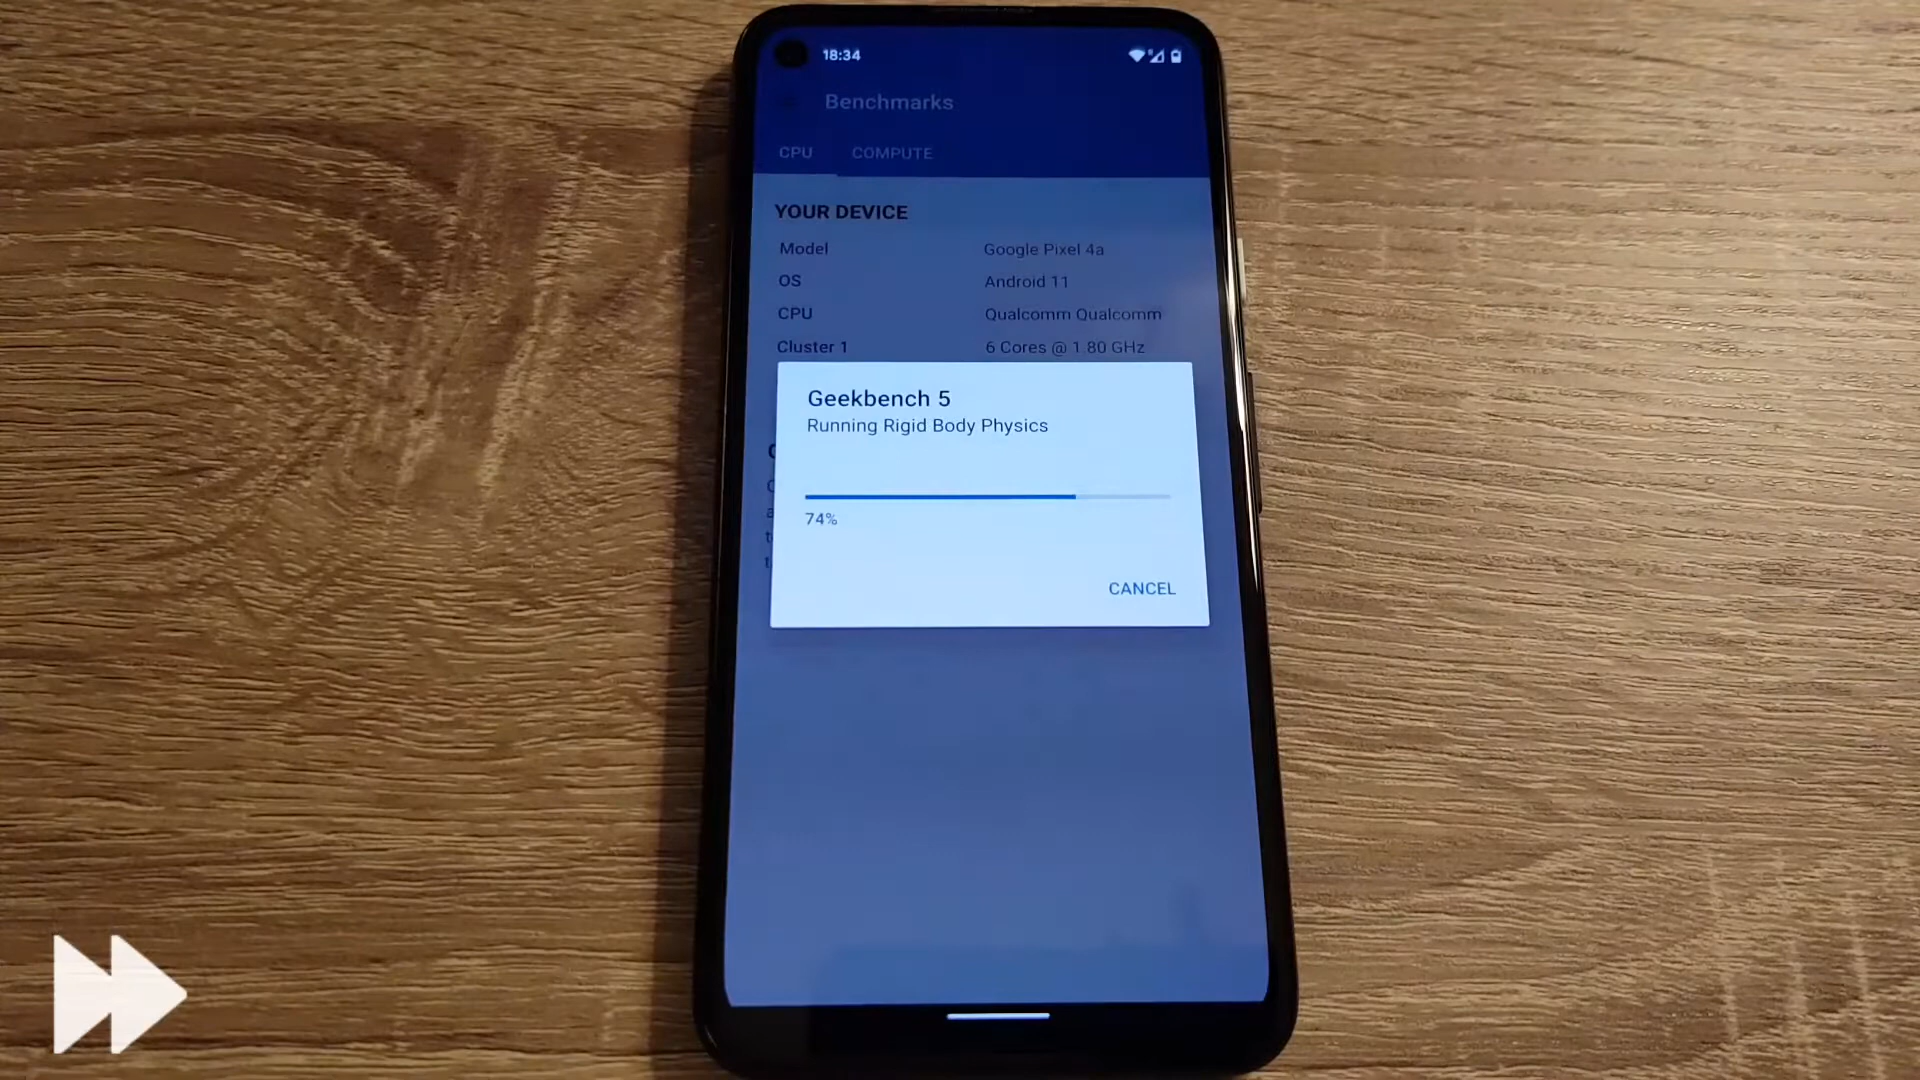 18:34
Benchmarks
CPU COMPUTE
YOUR DEVICE
Model Google Pixel 4a
OS Android 11
CPU Qualcomm Qualcomm
Cluster 1 6 Cores @ 1.80 GHz
Geekbench 5
Running Rigid Body Physics
74%
CANCEL